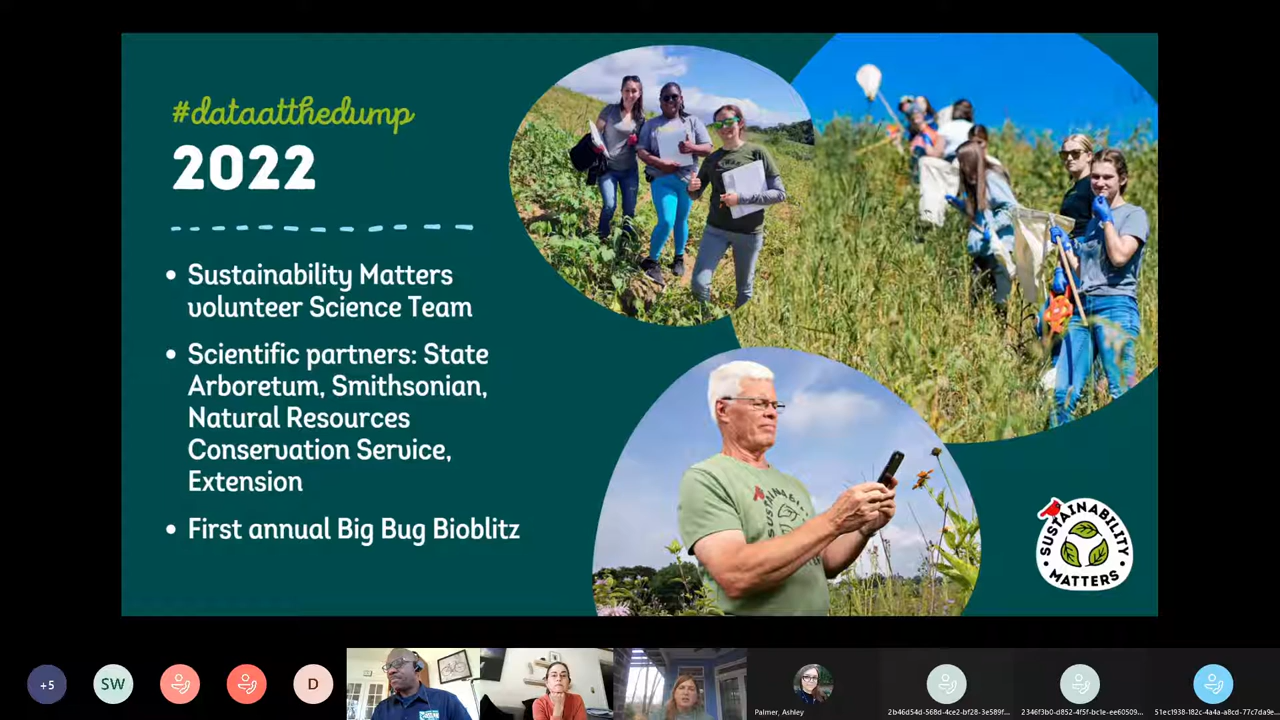 #dataatthedump
2022
• Sustainability Matters
volunteer Science Team
• Scientific partners: State
Arboretum, Smithsonian,
Natural Resources
Conservation Service,
Extension
• First annual Big Bug Bioblitz
SUSTAINABILITY
MATTERS
+5
SW
D
Palmer, Ashley